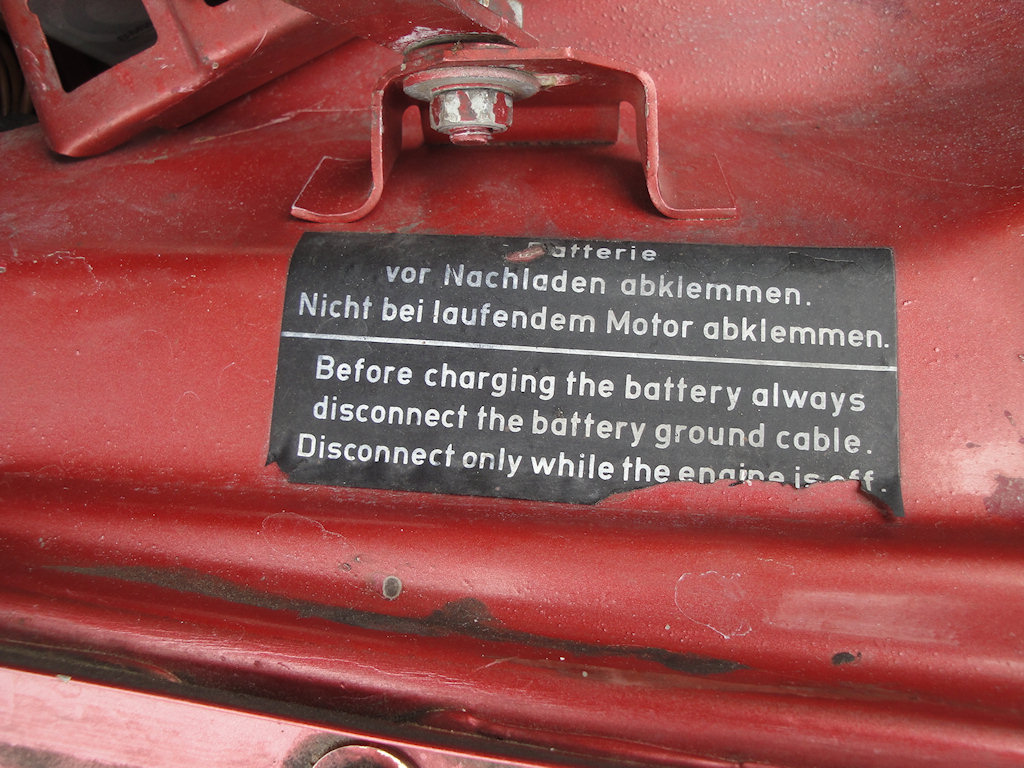 Batterie
vor Nachladen abklemmen.
Nicht bei laufendem Motor abklemmen.
Before charging the battery always
disconnect the battery ground cable.
Disconnect only while the engine is off.